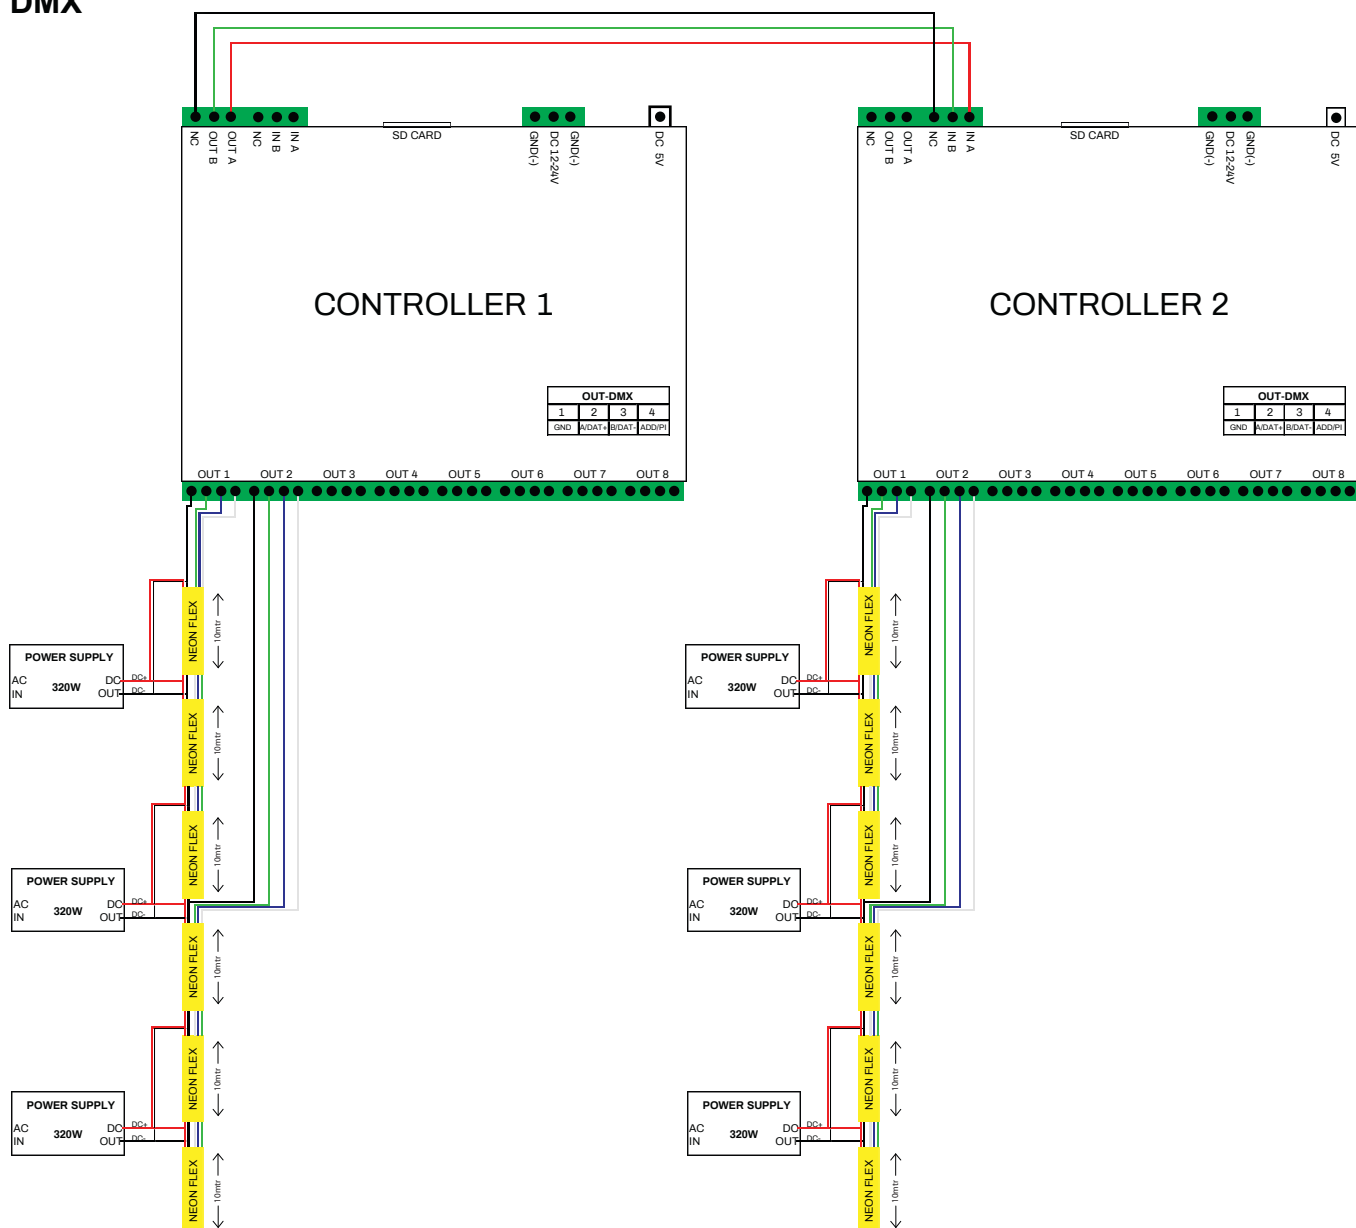 DMX
NC OUT B OUT A NC IN B IN A
SD CARD
GND(-) DC 12-24V GND(-)
DC 5V
CONTROLLER 1
OUT-DMX
1 2 3 4
GND A/DAT+ B/DAT- ADD/PI
OUT 1 OUT 2 OUT 3 OUT 4 OUT 5 OUT 6 OUT 7 OUT 8
NC OUT B OUT A NC IN B IN A
SD CARD
GND(-) DC 12-24V GND(-)
DC 5V
CONTROLLER 2
OUT-DMX
1 2 3 4
GND A/DAT+ B/DAT- ADD/PI
OUT 1 OUT 2 OUT 3 OUT 4 OUT 5 OUT 6 OUT 7 OUT 8
NEON FLEX
10mtr
POWER SUPPLY
AC IN
320W
DC OUT
DC+
DC-
NEON FLEX
10mtr
NEON FLEX
10mtr
POWER SUPPLY
AC IN
320W
DC OUT
DC+
DC-
NEON FLEX
10mtr
NEON FLEX
10mtr
POWER SUPPLY
AC IN
320W
DC OUT
DC+
DC-
NEON FLEX
10mtr
NEON FLEX
10mtr
POWER SUPPLY
AC IN
320W
DC OUT
DC+
DC-
NEON FLEX
10mtr
NEON FLEX
10mtr
POWER SUPPLY
AC IN
320W
DC OUT
DC+
DC-
NEON FLEX
10mtr
NEON FLEX
10mtr
POWER SUPPLY
AC IN
320W
DC OUT
DC+
DC-
NEON FLEX
10mtr